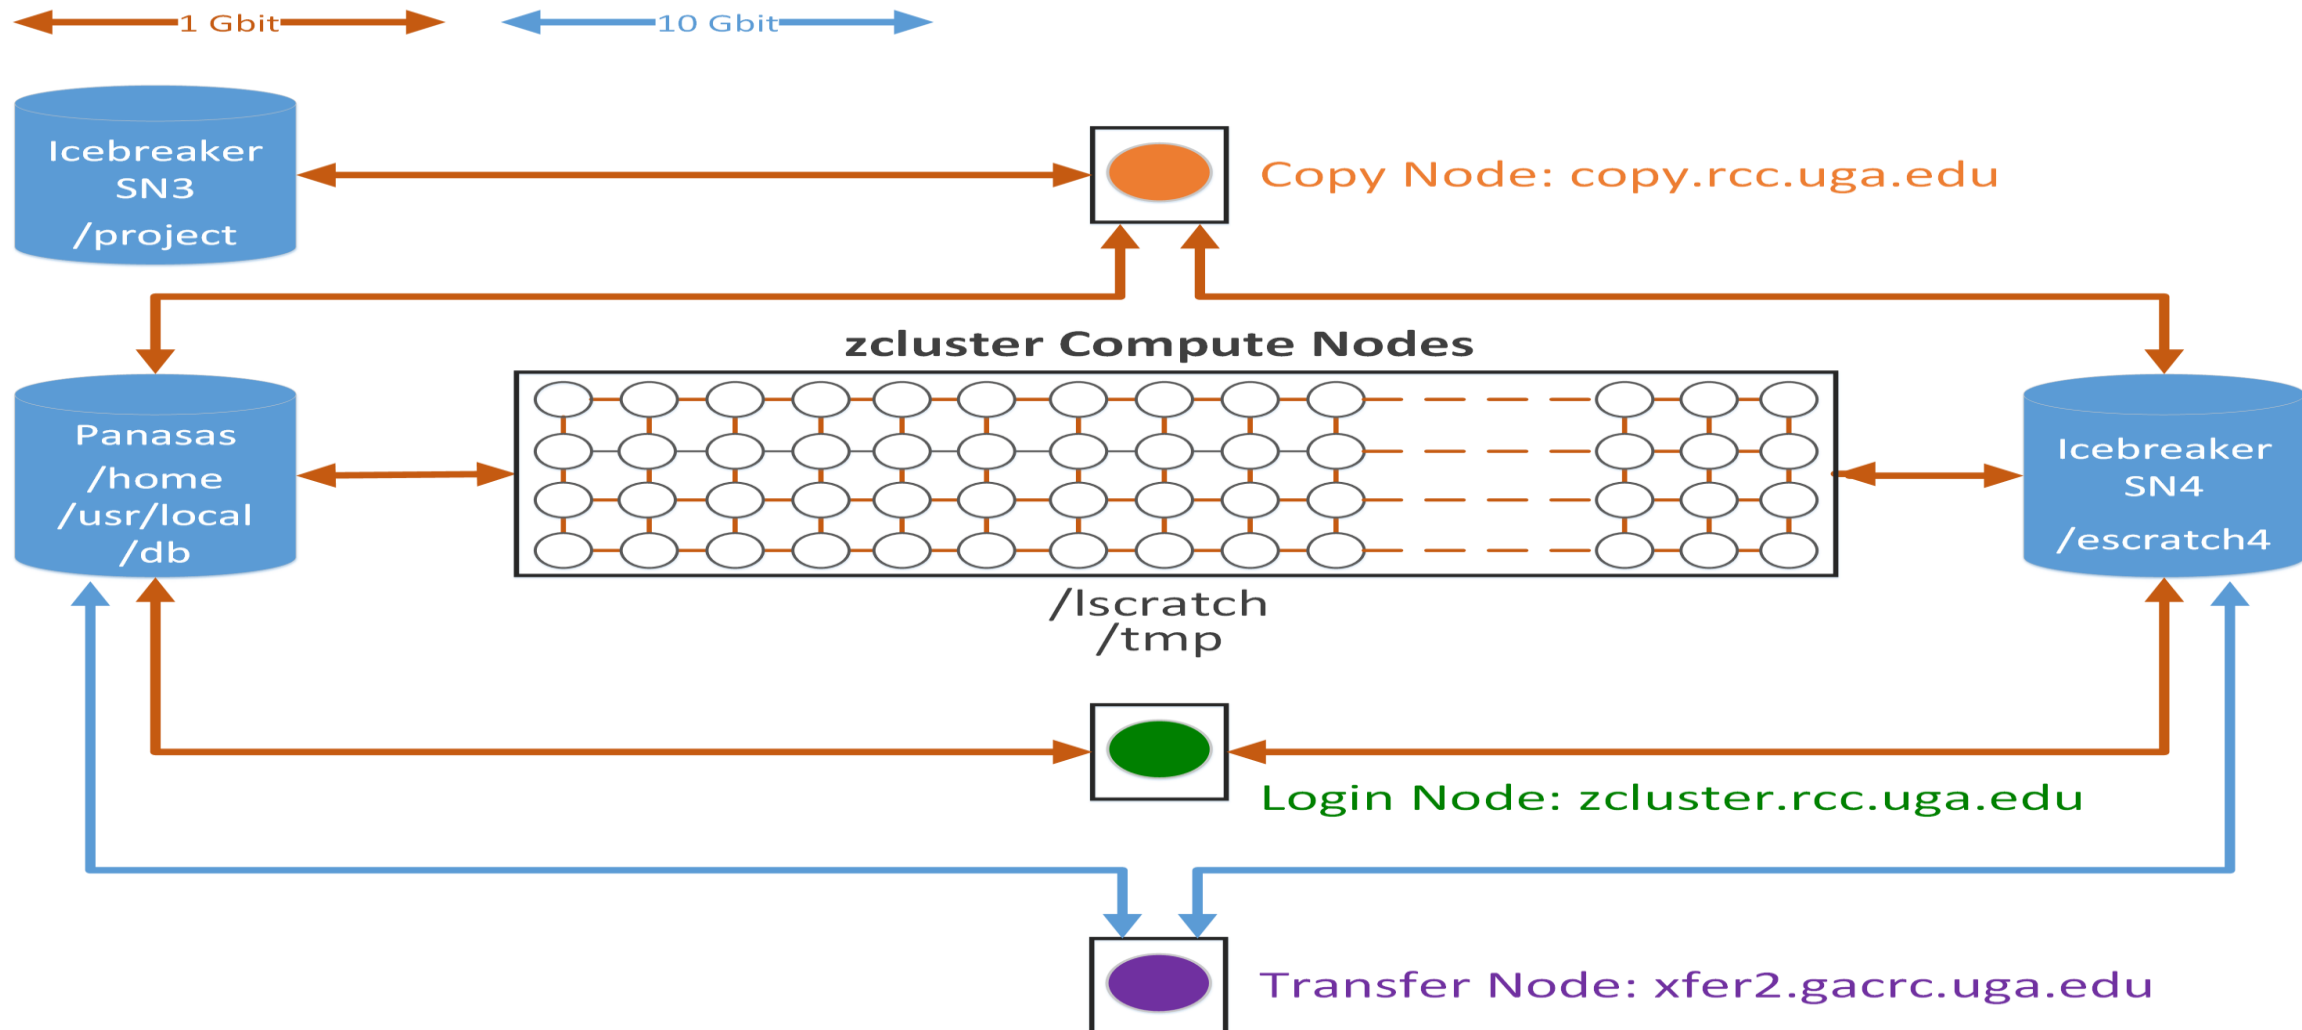 1 Gbit
10 Gbit
Icebreaker
SN3
/project
Copy Node: copy.rcc.uga.edu
zcluster Compute Nodes
Panasas
/home
/usr/local
/db
Icebreaker
SN4
/escratch4
/lscratch
/tmp
Login Node: zcluster.rcc.uga.edu
Transfer Node: xfer2.gacrc.uga.edu